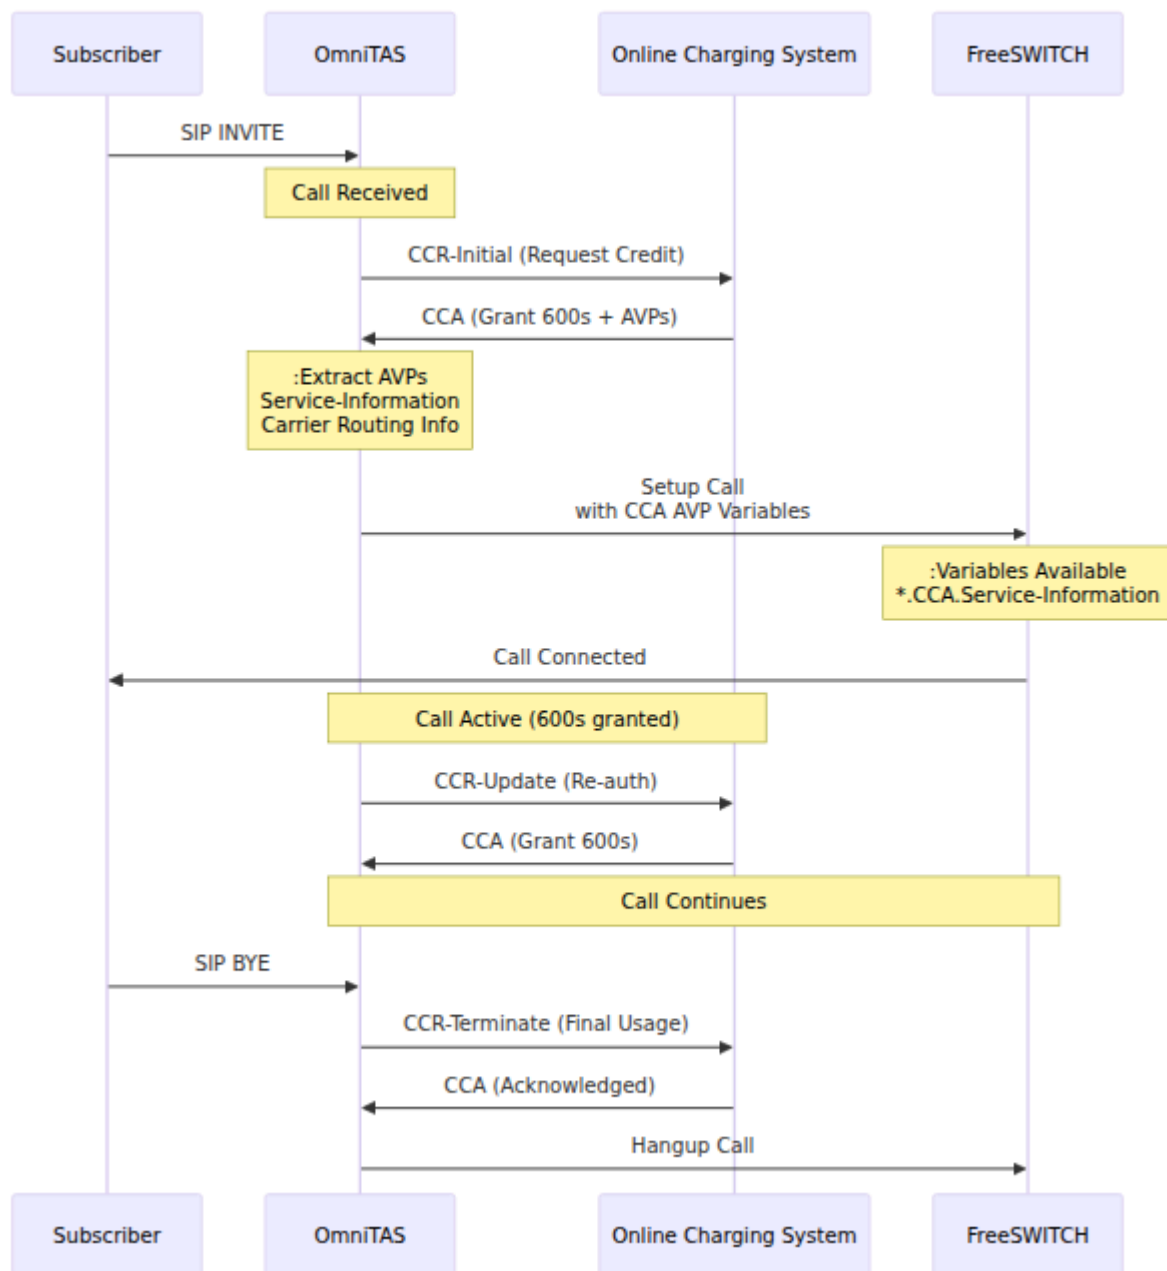 Subscriber
OmniTAS
Online Charging System
FreeSWITCH
SIP INVITE
Call Received
CCR-Initial (Request Credit)
CCA (Grant 600s + AVPs)
:Extract AVPs
Service-Information
Carrier Routing Info
Setup Call
with CCA AVP Variables
:Variables Available
*.CCA.Service-Information
Call Connected
Call Active (600s granted)
CCR-Update (Re-auth)
CCA (Grant 600s)
Call Continues
SIP BYE
CCR-Terminate (Final Usage)
CCA (Acknowledged)
Hangup Call
Subscriber
OmniTAS
Online Charging System
FreeSWITCH